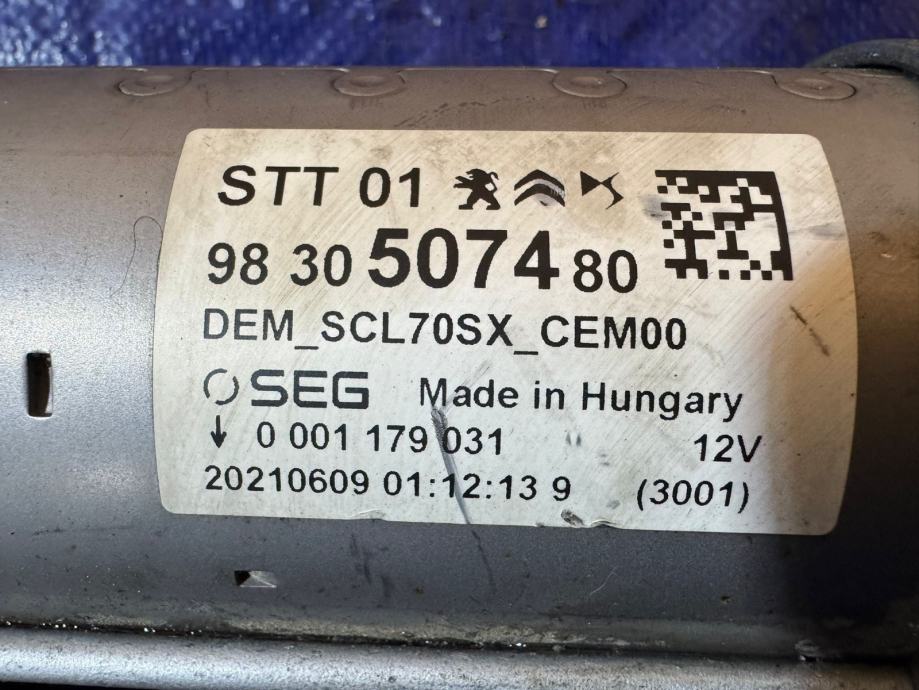 STT 01
98 30 5074 80
DEM_SCL70SX_CEM00
SEG Made in Hungary
0 001 179 031 12V
20210609 01:12:13 9 (3001)